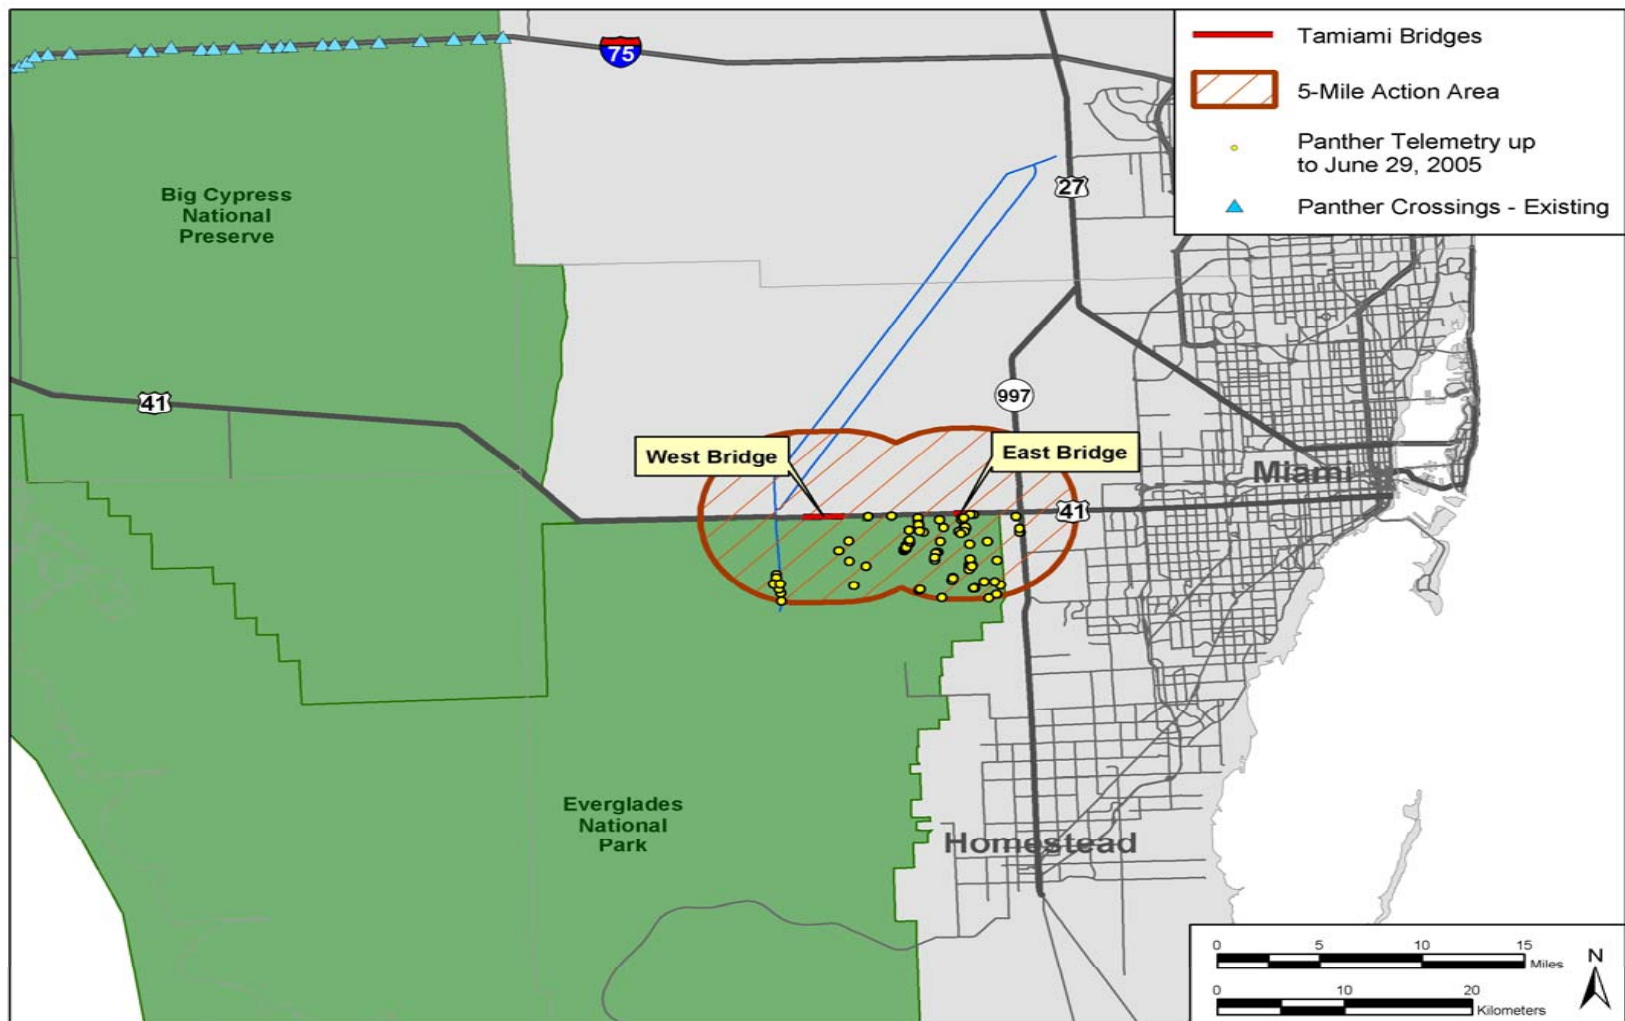 75
Tamiami Bridges
5-Mile Action Area
Panther Telemetry up
to June 29, 2005
Panther Crossings - Existing
Big Cypress
National
Preserve
27
41
997
West Bridge
East Bridge
Miami
41
Everglades
National
Park
Homestead
0 5 10 15
Miles
0 10 20
Kilometers
N